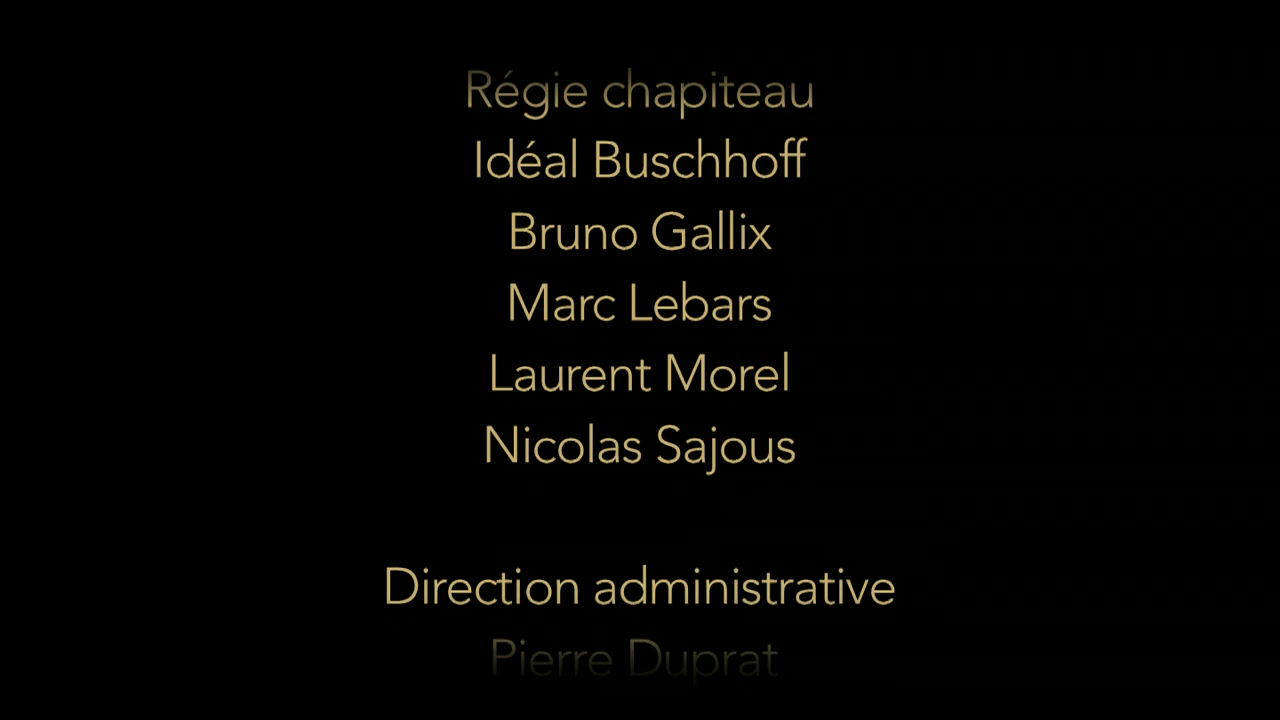 Régie chapiteau
Idéal Buschhoff
Bruno Gallix
Marc Lebars
Laurent Morel
Nicolas Sajous
Direction administrative
Pierre Duprat